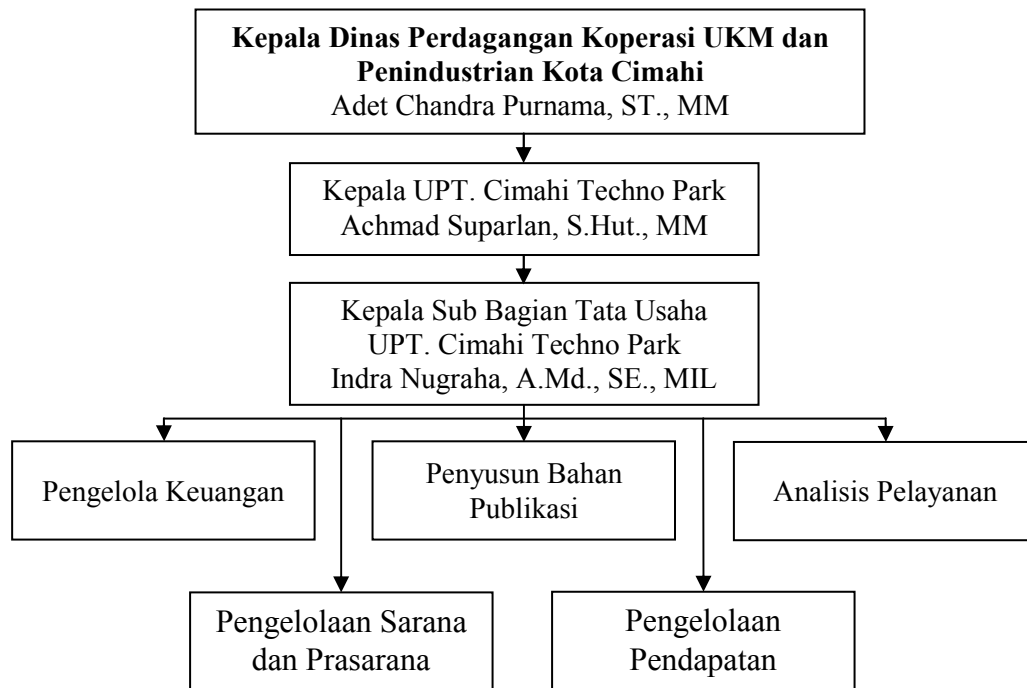 Kepala Dinas Perdagangan Koperasi UKM dan
Penindustrian Kota Cimahi
Adet Chandra Purnama, ST., MM
Kepala UPT. Cimahi Techno Park
Achmad Suparlan, S.Hut., MM
Kepala Sub Bagian Tata Usaha
UPT. Cimahi Techno Park
Indra Nugraha, A.Md., SE., MIL
Pengelola Keuangan
Penyusun Bahan
Publikasi
Analisis Pelayanan
Pengelolaan Sarana
dan Prasarana
Pengelolaan
Pendapatan